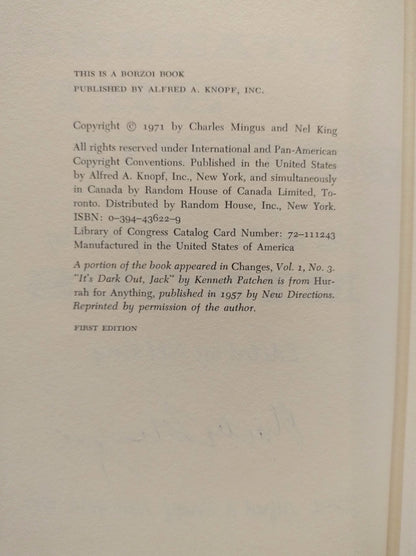 THIS IS A BORZOI BOOK
PUBLISHED BY ALFRED A. KNOPF, INC.
Copyright © 1971 by Charles Mingus and Nel King
All rights reserved under International and Pan-American
Copyright Conventions. Published in the United States
by Alfred A. Knopf, Inc., New York, and simultaneously
in Canada by Random House of Canada Limited, To-
ronto. Distributed by Random House, Inc., New York.
ISBN: 0-394-43622-9
Library of Congress Catalog Card Number: 72-111243
Manufactured in the United States of America
A portion of the book appeared in Changes, Vol. 1, No. 3.
"It's Dark Out, Jack" by Kenneth Patchen is from Hur-
rah for Anything, published in 1957 by New Directions.
Reprinted by permission of the author.
FIRST EDITION